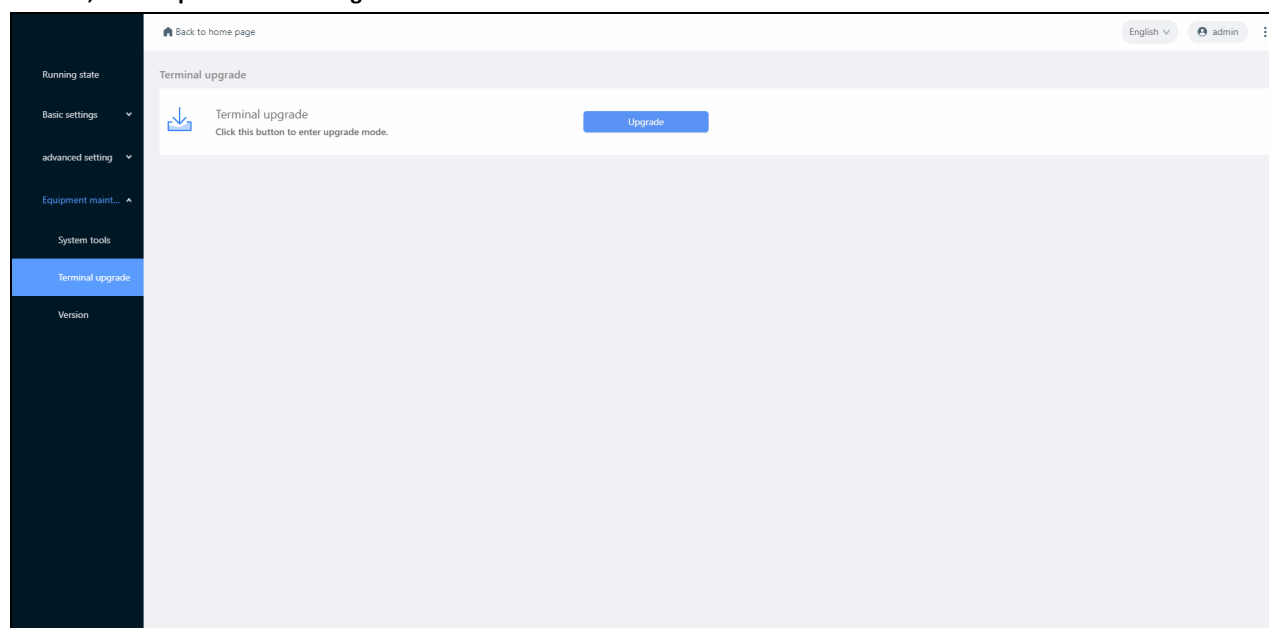 Back to home page
English
admin
Running state
Terminal upgrade
Basic settings
Terminal upgrade
Click this button to enter upgrade mode.
Upgrade
advanced setting
Equipment maint...
System tools
Terminal upgrade
Version